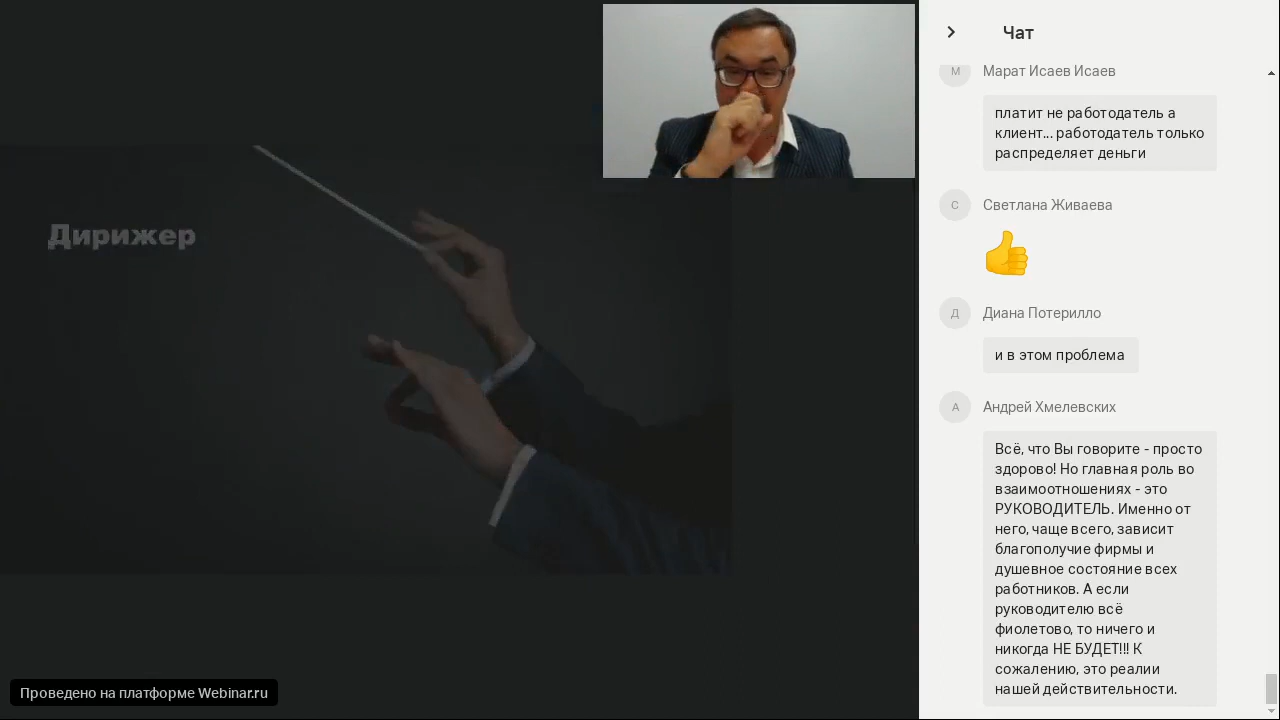 Дирижер
Проведено на платформе Webinar.ru
Чат
М
Марат Исаев Исаев
платит не работодатель а
клиент... работодатель только
распределяет деньги
С
Светлана Живаева
Д
Диана Потерилло
и в этом проблема
А
Андрей Хмелевских
Всё, что Вы говорите - просто
здорово! Но главная роль во
взаимоотношениях - это
РУКОВОДИТЕЛЬ. Именно от
него, чаще всего, зависит
благополучие фирмы и
душевное состояние всех
работников. А если
руководителю всё
фиолетово, то ничего и
никогда НЕ БУДЕТ!!! К
сожалению, это реалии
нашей действительности.